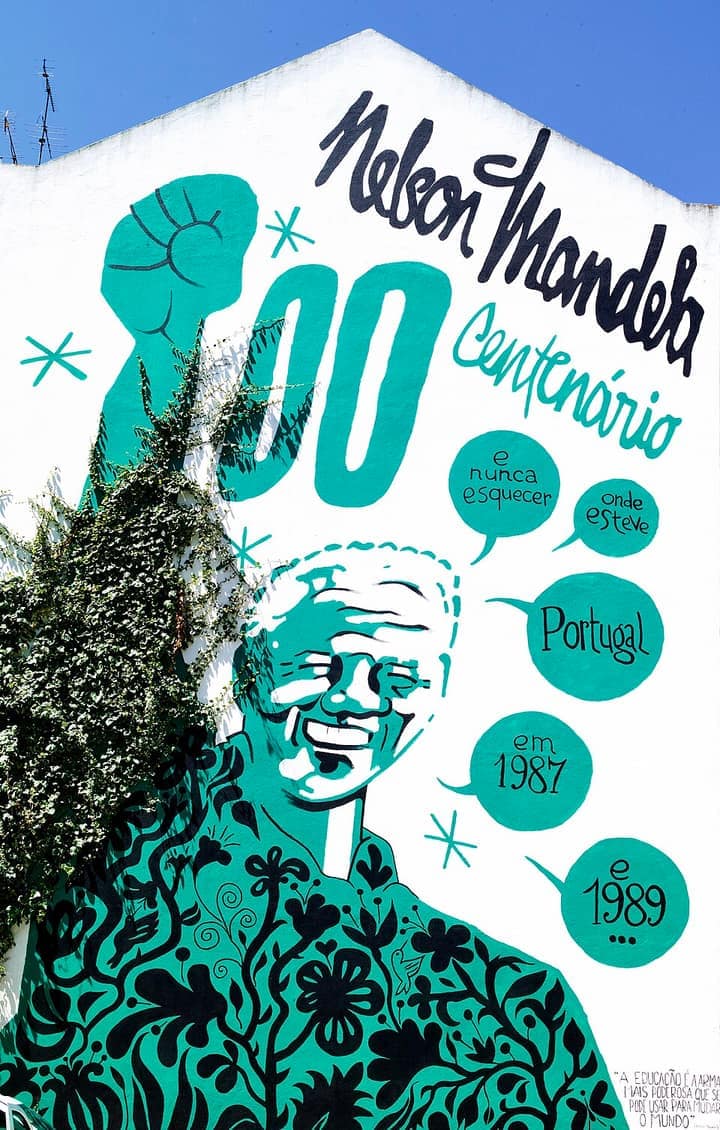 Nelson Mandela
100
Centenário
e
nunca
esquecer
onde
esteve
Portugal
em
1987
e
1989
...
"A EDUCAÇÃO É A ARMA
MAIS PODEROSA QUE SE
PODE USAR PARA MUDAR
O MUNDO"